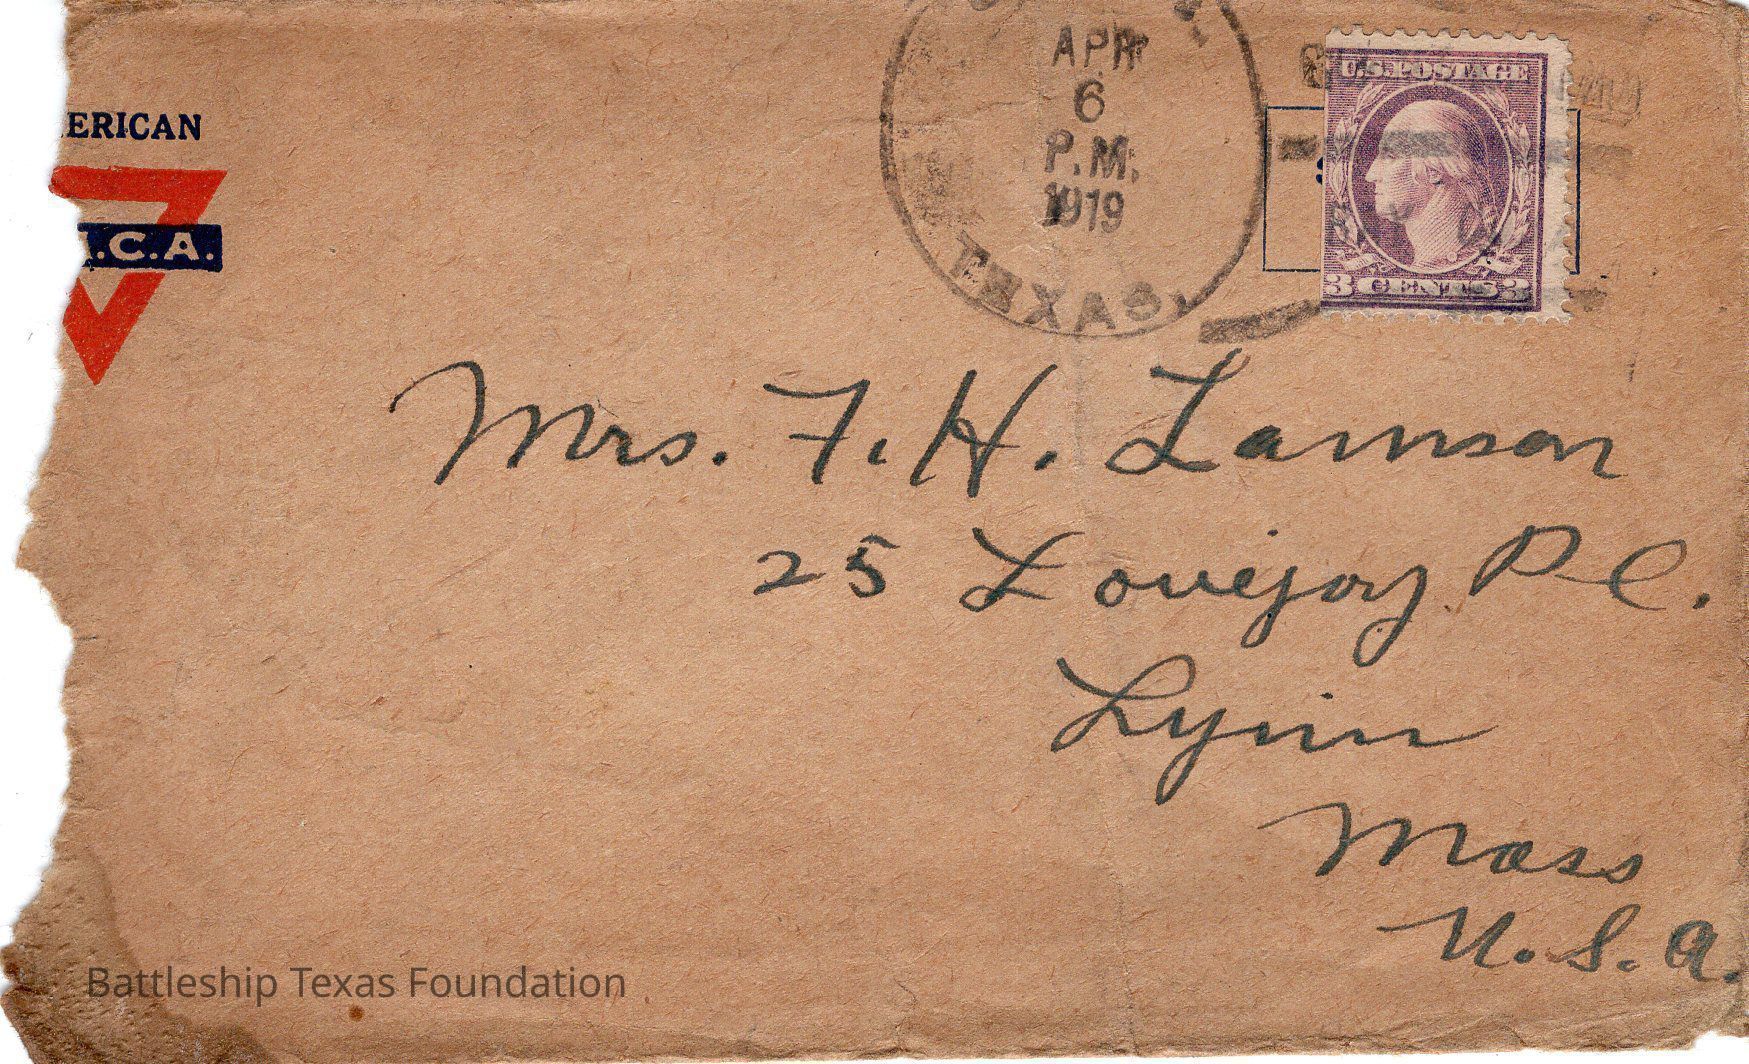 ERICAN
.C.A.
APR
6
P.M.
1919
TEXAS.
U.S. POSTAGE
3 CENTS 3
Mrs. F. H. Lamson
25 Lovejoy Pl.
Lynn
Mass
U. S. A.
Battleship Texas Foundation